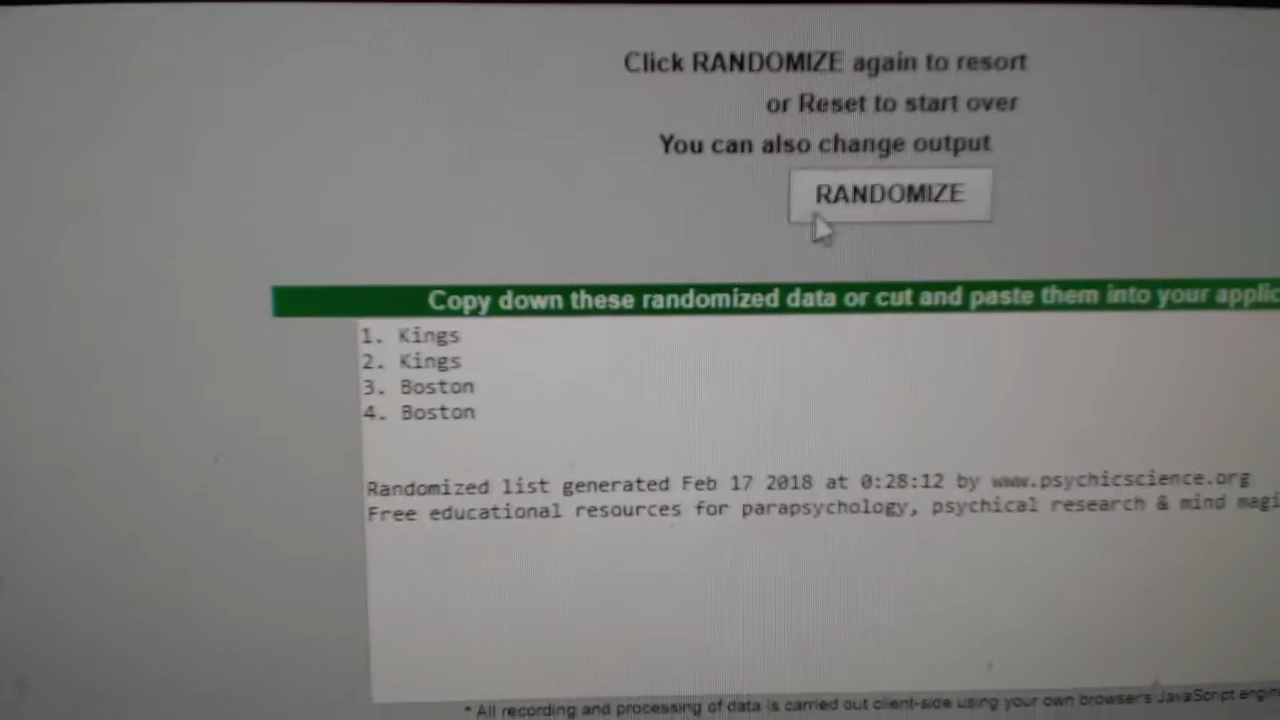 Click RANDOMIZE again to resort
or Reset to start over
You can also change output
RANDOMIZE
Copy down these randomized data or cut and paste them into your applic
1. Kings
2. Kings
3. Boston
4. Boston
Randomized list generated Feb 17 2018 at 0:28:12 by www.psychicscience.org
Free educational resources for parapsychology, psychical research & mind magi
* All recording and processing of data is carried out client-side using your own browser's JavaScript engin